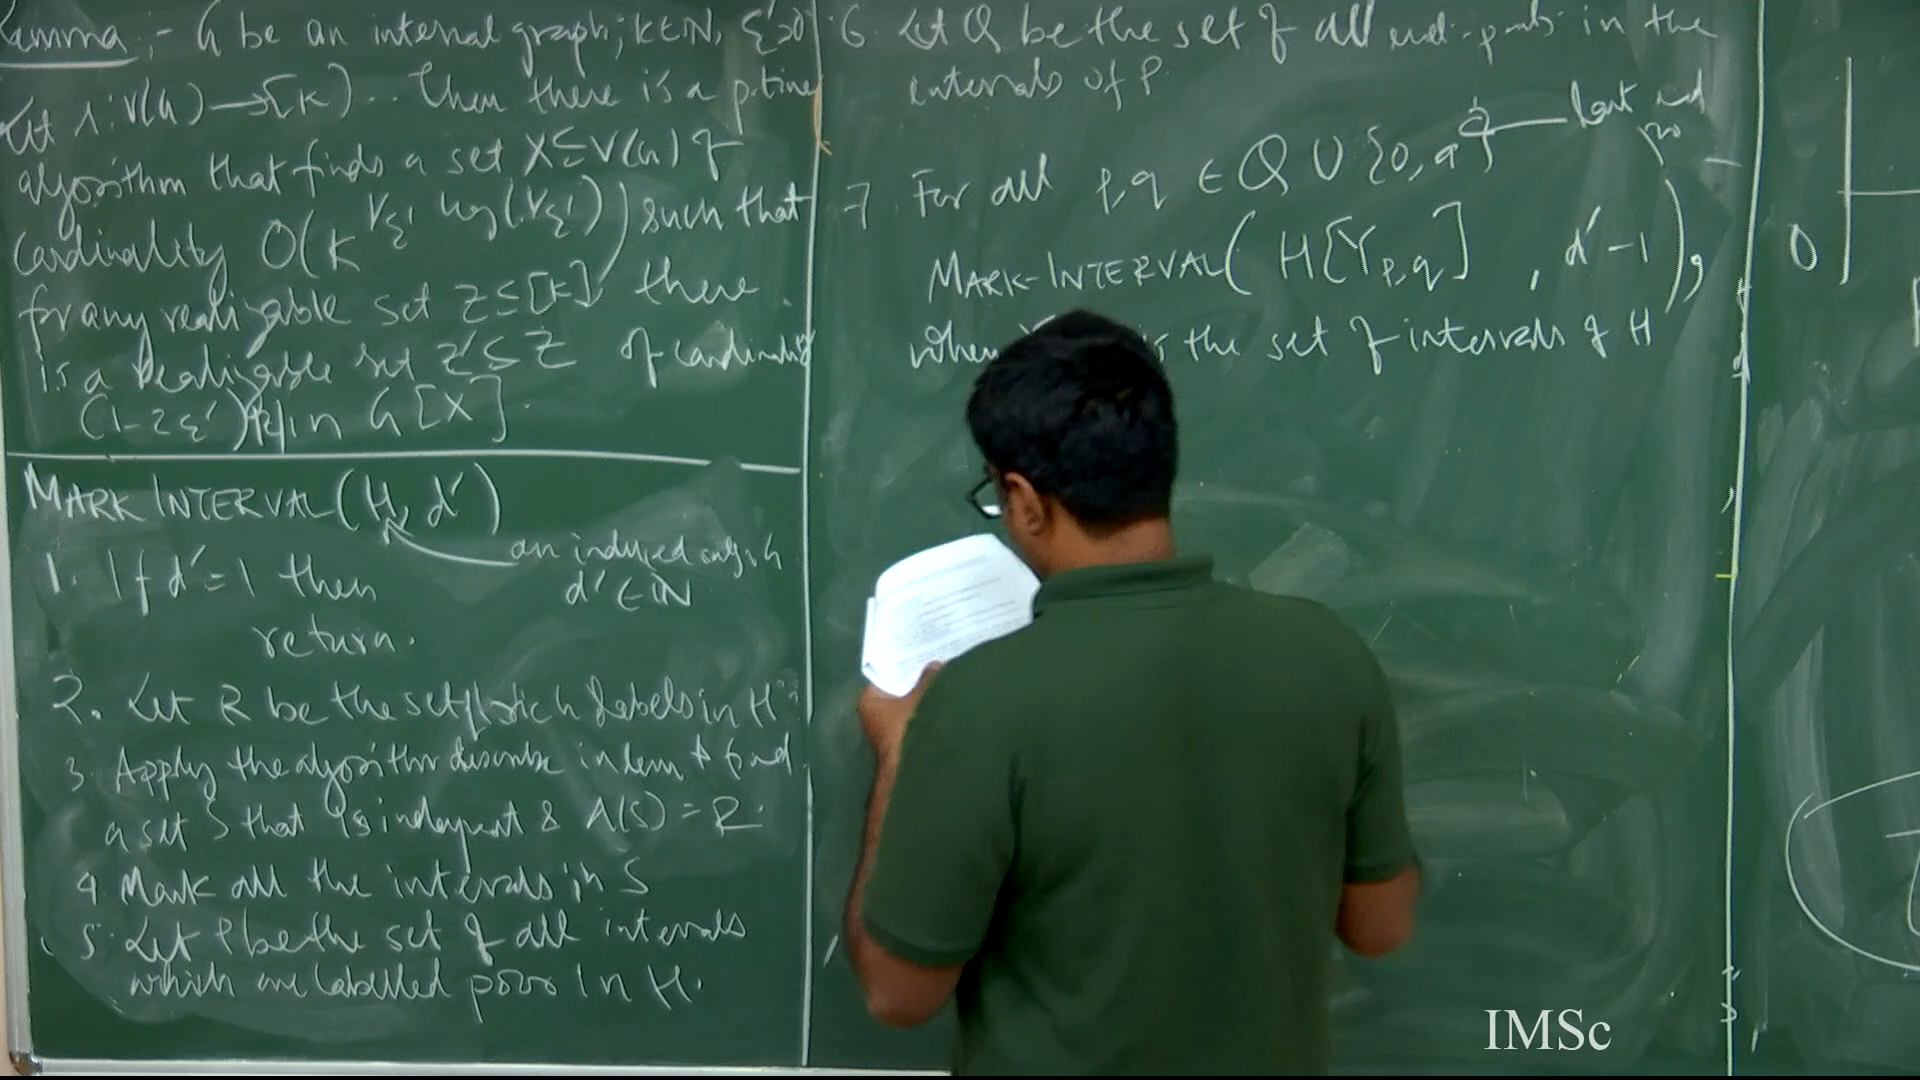 Lemma :- G be an interval graph; K∈N, ξ'>0
Let λ: V(G) → [K]. Then there is a p.time
algorithm that finds a set X⊆V(G) of
cardinality O(K^{1/ξ'} log(1/ξ')) such that
for any realizable set Z⊆[K] there
is a realizable set Z'⊆Z of cardinality
(1-2ξ')|Z| in G[X].
MARK INTERVAL(H, d')
an induced
d'∈N
1. If d'=1 then
return.
2. Let R be the set of rich labels in H
3. Apply the algorithm in lem to find
a set S that is independent & λ(S) = R.
4. Mark all the intervals in S
5. Let P be the set of all intervals
which are labelled poor in H.
6. Let Q be the set of all end-points in the
intervals of P.
last end
7 For all p,q ∈ Q ∪ {0, a}
MARK-INTERVAL(H[Y_{p,q}], d'-1),
is the set of intervals of H
0
IMSc